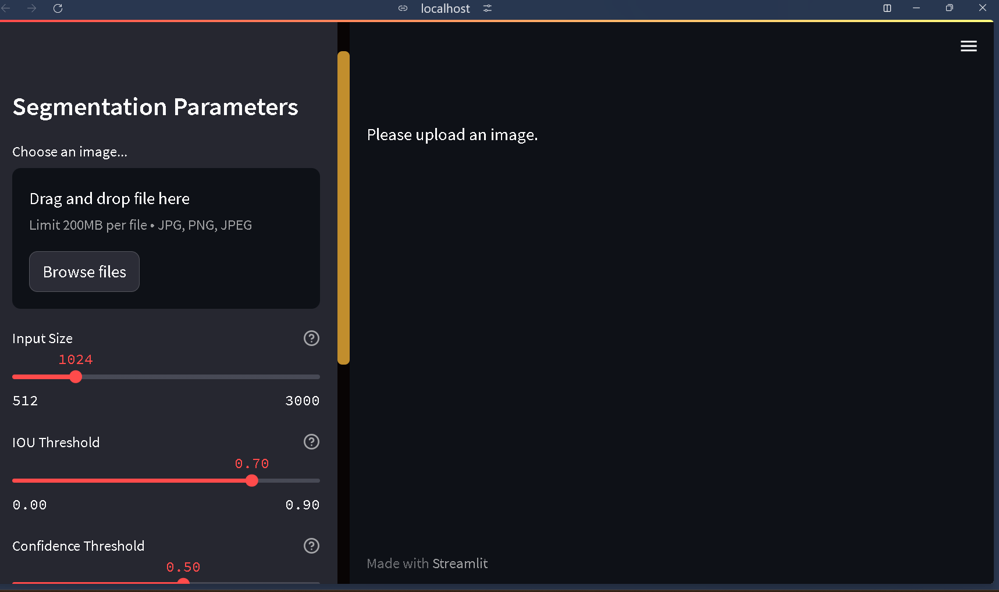 localhost
Segmentation Parameters
Choose an image...
Drag and drop file here
Limit 200MB per file • JPG, PNG, JPEG
Browse files
Input Size
1024
512 3000
IOU Threshold
0.70
0.00 0.90
Confidence Threshold
0.50
Please upload an image.
Made with Streamlit